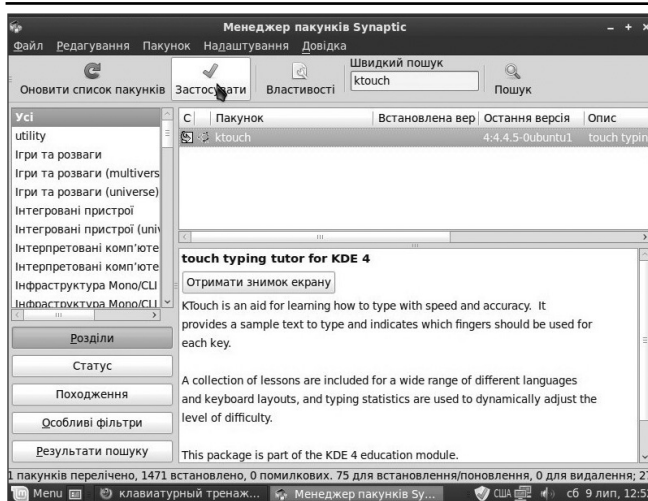 Менеджер пакунків Synaptic
Файл Редагування Пакунок Налаштування Довідка
Оновити список пакунків Застосувати Властивості Швидкий пошук ktouch Пошук
Усі
utility
Ігри та розваги
Ігри та розваги (multivers
Ігри та розваги (universe)
Інтегровані пристрої
Інтегровані пристрої (univ
Інтерпретовані комп’юте
Інтерпретовані комп’юте
Інфраструктура Mono/CLI
Інфраструктура Mono/CLI
Розділи
Статус
Походження
Особливі фільтри
Результати пошуку
С Пакунок Встановлена вер Остання версія Опис
ktouch 4:4.4.5-0ubuntu1 touch typin
touch typing tutor for KDE 4
Отримати знімок екрану
KTouch is an aid for learning how to type with speed and accuracy. It
provides a sample text to type and indicates which fingers should be used for
each key.
A collection of lessons are included for a wide range of different languages
and keyboard layouts, and typing statistics are used to dynamically adjust the
level of difficulty.
This package is part of the KDE 4 education module.
1 пакунків перелічено, 1471 встановлено, 0 помилкових. 75 для встановлення/поновлення, 0 для видалення; 2
Menu клавиатурный тренаж... Менеджер пакунків Sy... США сб 9 лип, 12:5